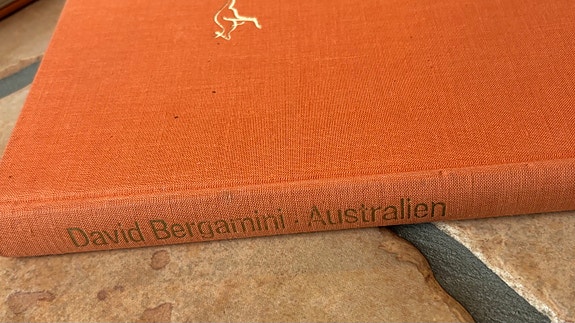 David Bergamini · Australien